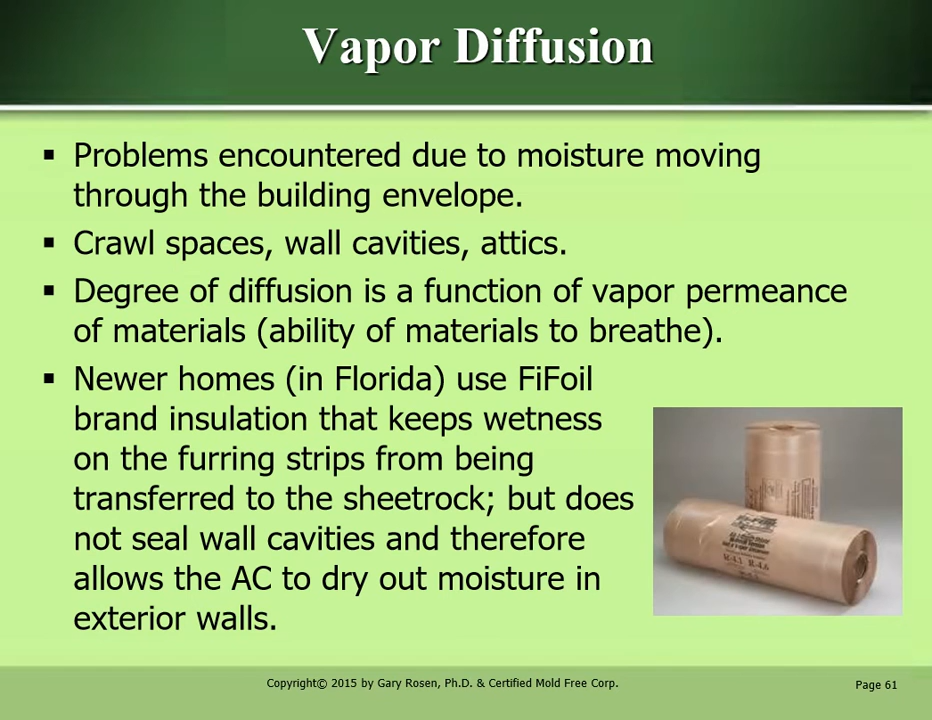 Vapor Diffusion
▪ Problems encountered due to moisture moving
through the building envelope.
▪ Crawl spaces, wall cavities, attics.
▪ Degree of diffusion is a function of vapor permeance
of materials (ability of materials to breathe).
▪ Newer homes (in Florida) use FiFoil
brand insulation that keeps wetness
on the furring strips from being
transferred to the sheetrock; but does
not seal wall cavities and therefore
allows the AC to dry out moisture in
exterior walls.
R-4.1 R-4.6
Copyright© 2015 by Gary Rosen, Ph.D. & Certified Mold Free Corp.
Page 61